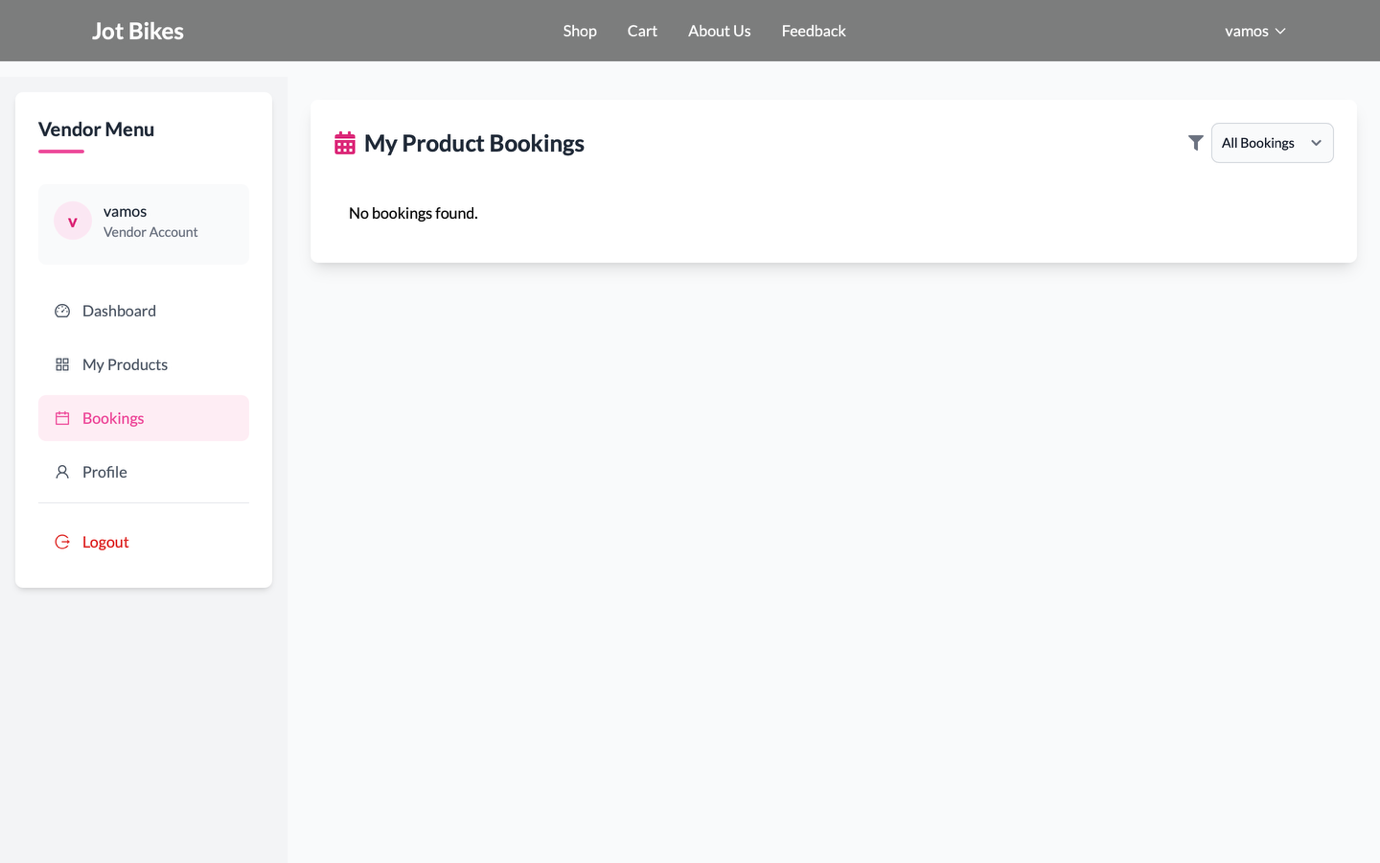 Jot Bikes
Shop
Cart
About Us
Feedback
vamos
Vendor Menu
v
vamos
Vendor Account
Dashboard
My Products
Bookings
Profile
Logout
My Product Bookings
All Bookings
No bookings found.